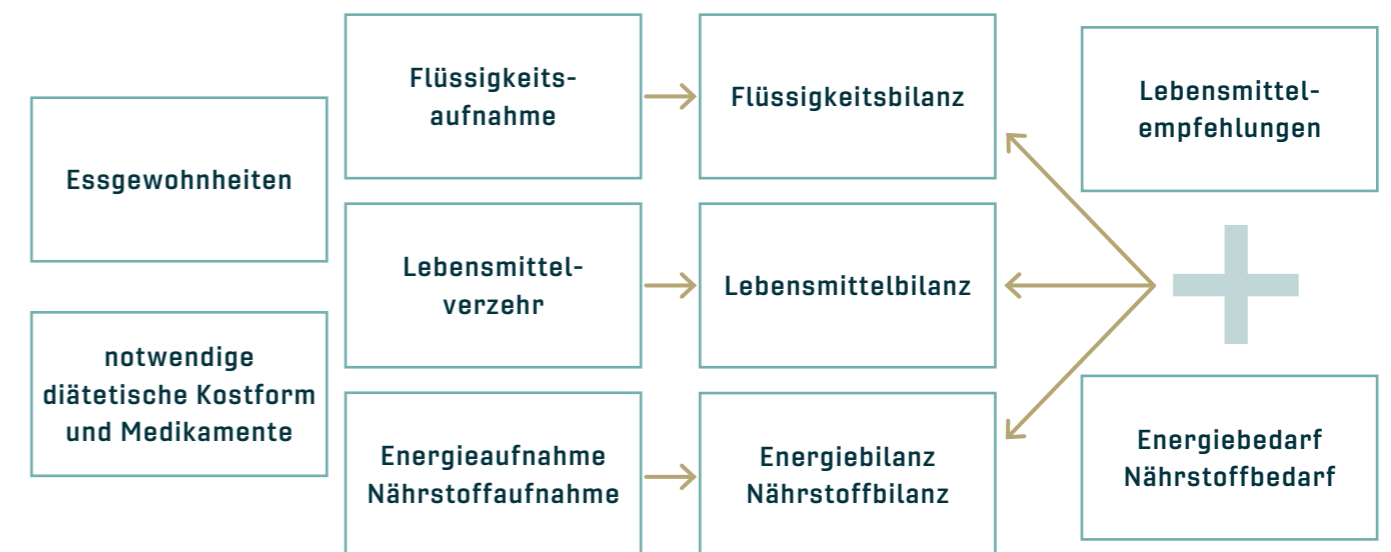 Essgewohnheiten
notwendige
diätetische Kostform
und Medikamente
Flüssigkeits-
aufnahme
Lebensmittel-
verzehr
Energieaufnahme
Nährstoffaufnahme
Flüssigkeitsbilanz
Lebensmittelbilanz
Energiebilanz
Nährstoffbilanz
Lebensmittel-
empfehlungen
Energiebedarf
Nährstoffbedarf